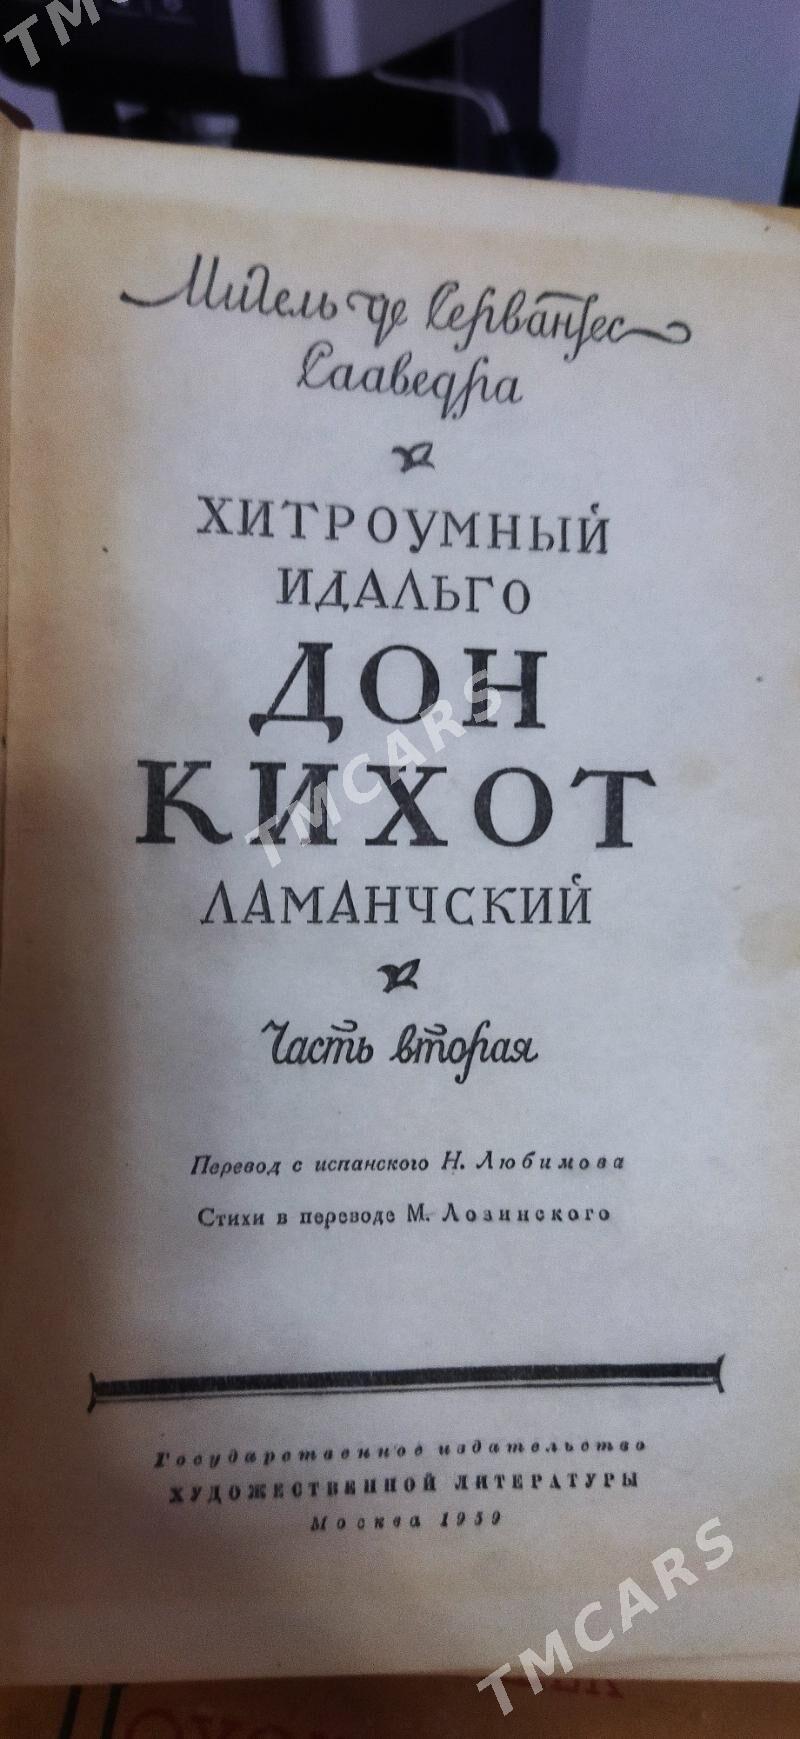 Мигель де Сервантес
Сааведра
ХИТРОУМНЫЙ
ИДАЛЬГО
ДОН
КИХОТ
ЛАМАНЧСКИЙ
Часть вторая
Перевод с испанского Н. Любимова
Стихи в переводе М. Лозинского
Государственное издательство
ХУДОЖЕСТВЕННОЙ ЛИТЕРАТУРЫ
Москва 1959
TMCARS
TMCARS